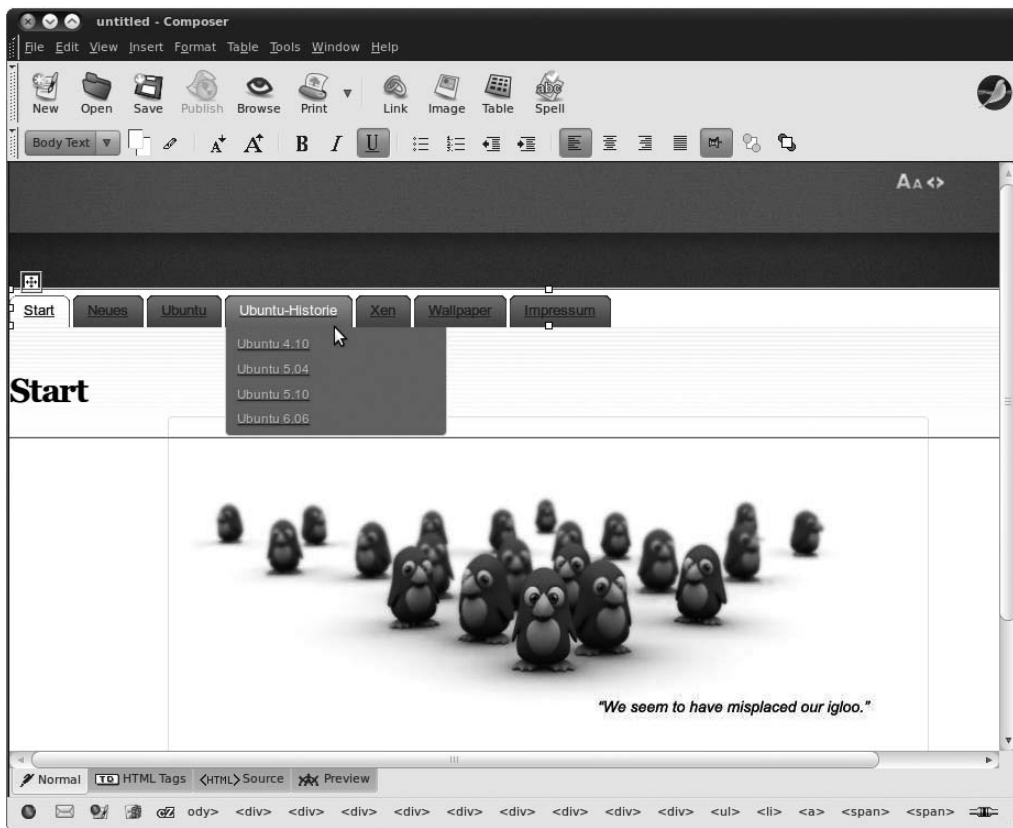 untitled - Composer
File Edit View Insert Format Table Tools Window Help
New Open Save Publish Browse Print Link Image Table Spell
abc
Body Text A A B I U
A A <>
Start Neues Ubuntu Ubuntu-Historie Xen Wallpaper Impressum
Ubuntu 4.10
Ubuntu 5.04
Ubuntu 5.10
Ubuntu 6.06
Start
“We seem to have misplaced our igloo.”
Normal TD HTML Tags <HTML> Source Preview
ody> <div> <div> <div> <div> <div> <div> <div> <div> <div> <ul> <li> <a> <span> <span>